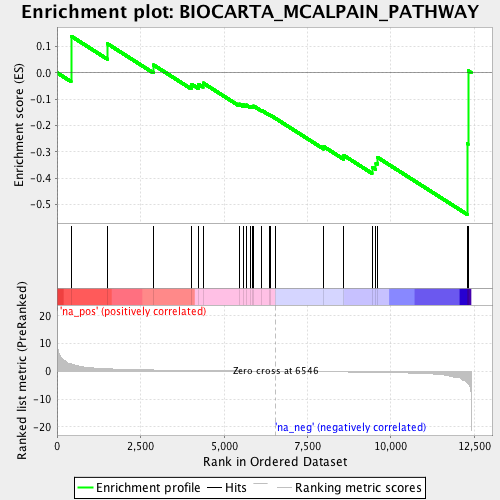 Enrichment plot: BIOCARTA_MCALPAIN_PATHWAY
Enrichment score (ES)
0.1
0.0
-0.1
-0.2
-0.3
-0.4
-0.5
'na_pos' (positively correlated)
Ranked list metric (PreRanked)
20
10
0
-10
-20
Zero cross at 6546
'na_neg' (negatively correlated)
0
2,500
5,000
7,500
10,000
12,500
Rank in Ordered Dataset
Enrichment profile
Hits
Ranking metric scores